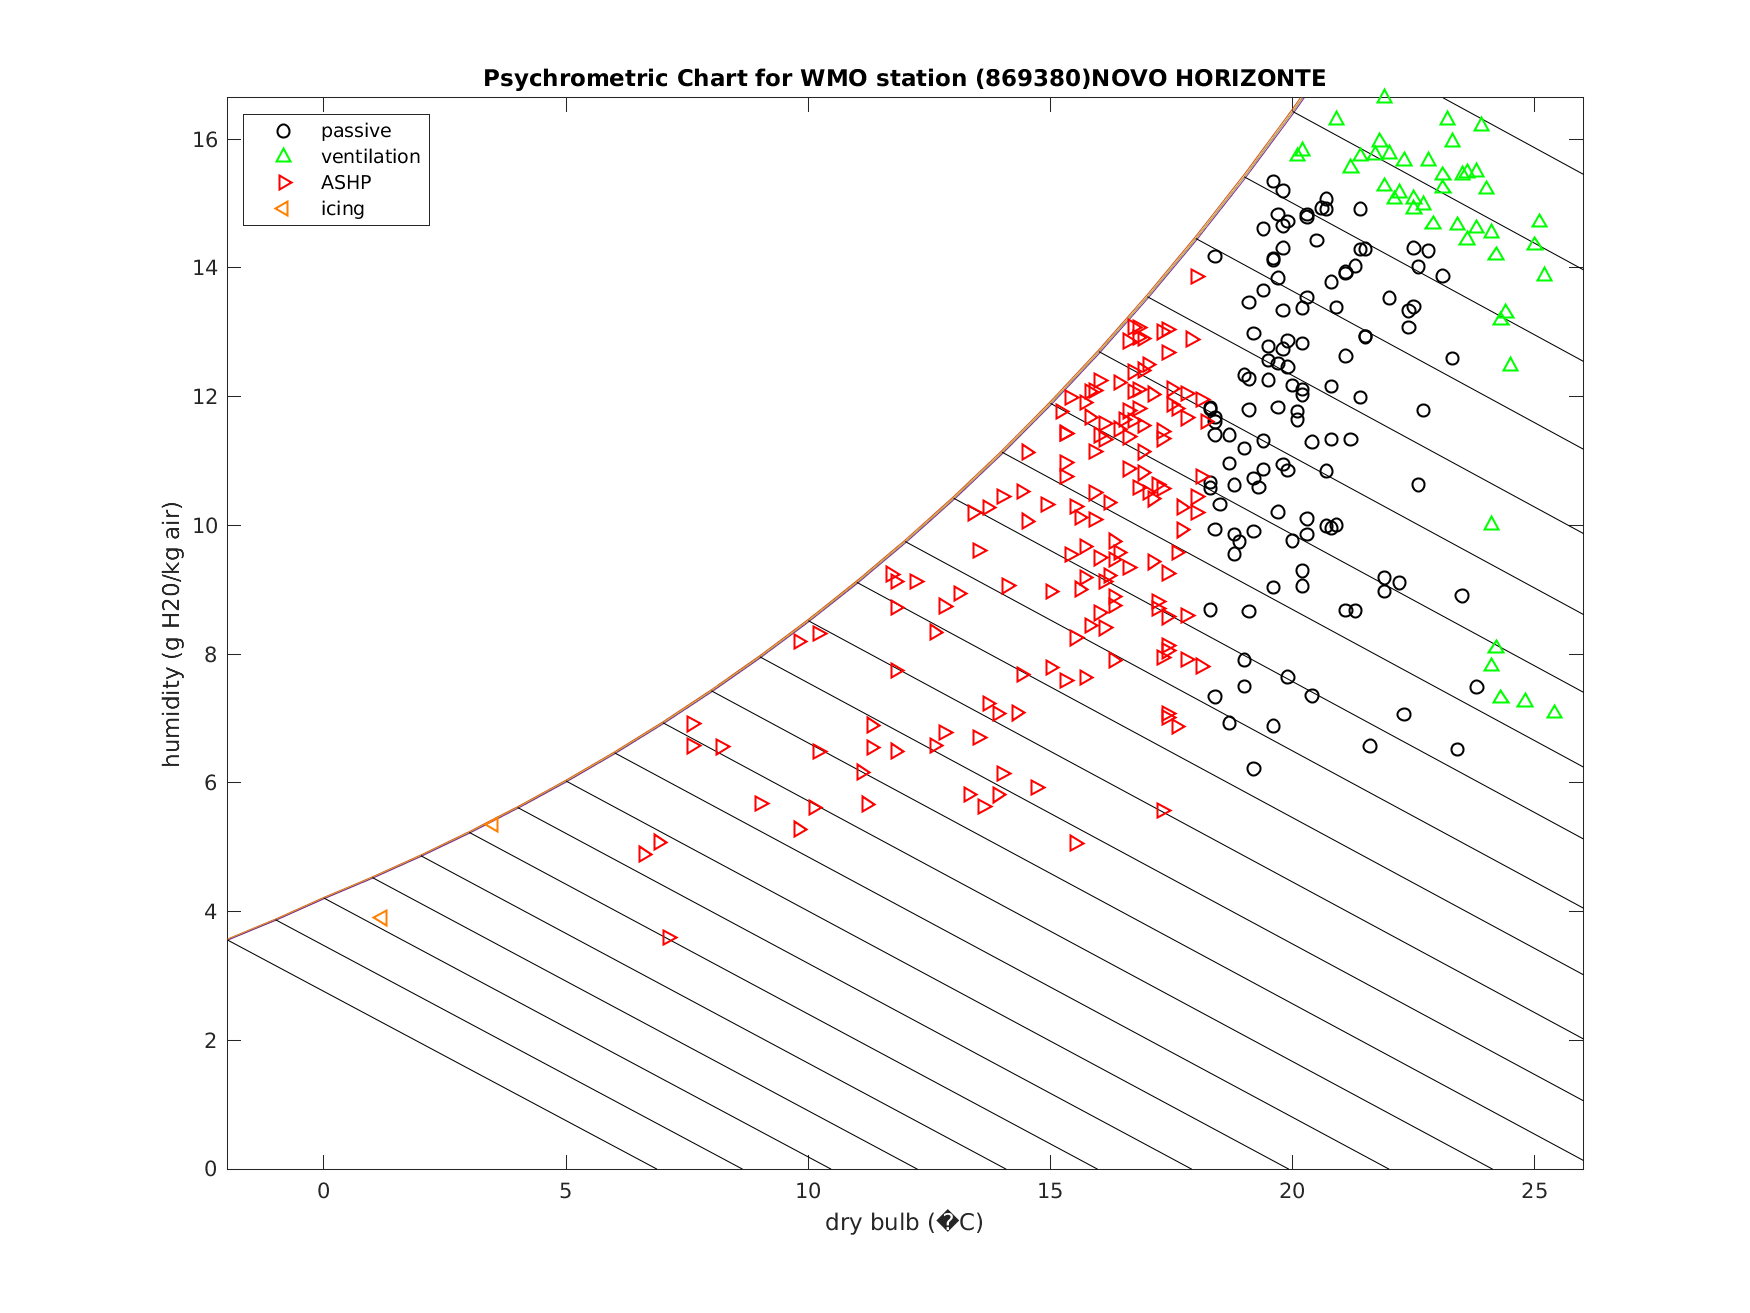 Psychrometric Chart for WMO station (869380)NOVO HORIZONTE
passive
ventilation
ASHP
icing
humidity (g H20/kg air)
16
14
12
10
8
6
4
2
0
0 5 10 15 20 25
dry bulb (�C)